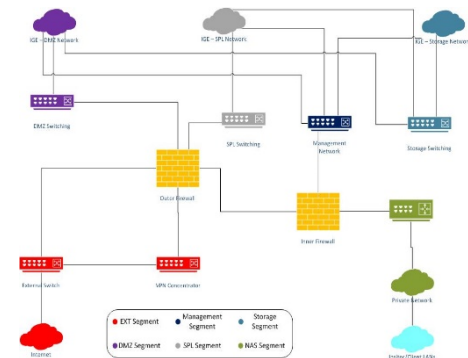 IGE – DMZ Network
IGE – SPL Network
IGE – Storage Network
DMZ Switching
SPL Switching
Management
Network
Storage Switching
Outer Firewall
Inner Firewall
External Switch
VPN Concentrator
Private Network
Internet
EXT Segment
Management
Segment
Storage
Segment
DMZ Segment
SPL Segment
NAS Segment